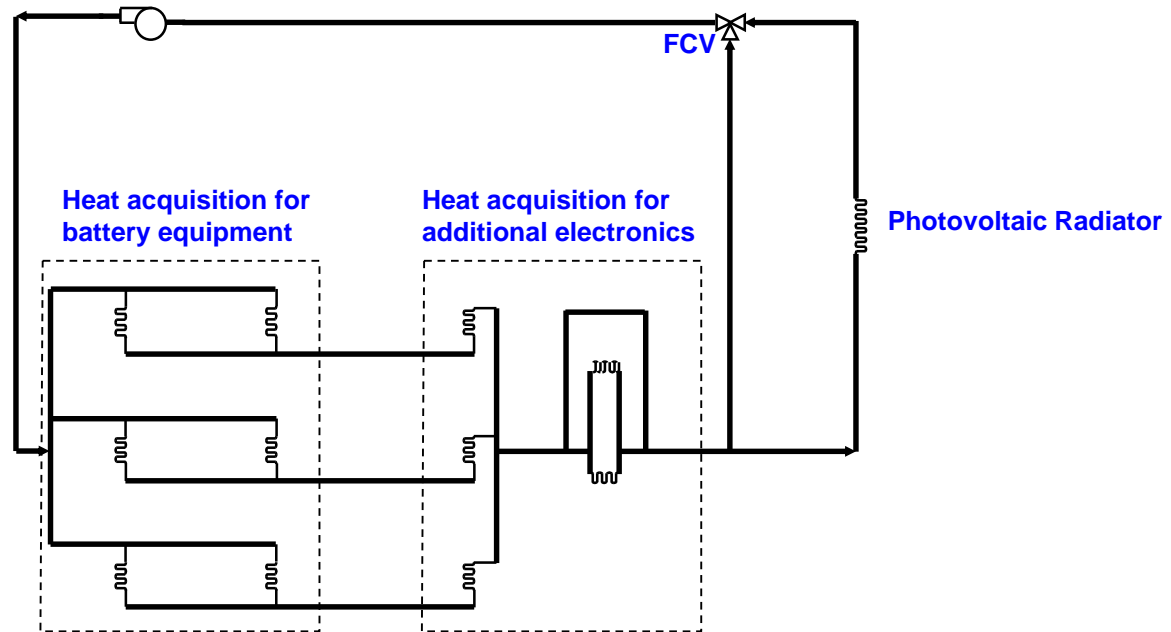 FCV
Heat acquisition for
battery equipment
Heat acquisition for
additional electronics
Photovoltaic Radiator